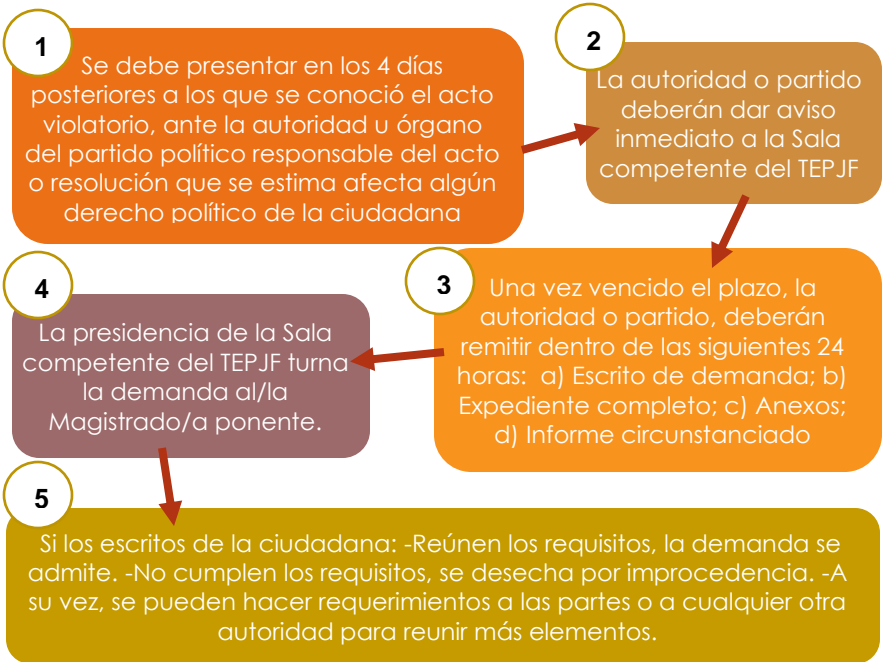 1
Se debe presentar en los 4 días
posteriores a los que se conoció el acto
violatorio, ante la autoridad u órgano
del partido político responsable del acto
o resolución que se estima afecta algún
derecho político de la ciudadana
2
La autoridad o partido
deberán dar aviso
inmediato a la Sala
competente del TEPJF
3
Una vez vencido el plazo, la
autoridad o partido, deberán
remitir dentro de las siguientes 24
horas: a) Escrito de demanda; b)
Expediente completo; c) Anexos;
d) Informe circunstanciado
4
La presidencia de la Sala
competente del TEPJF turna
la demanda al/la
Magistrado/a ponente.
5
Si los escritos de la ciudadana: -Reúnen los requisitos, la demanda se
admite. -No cumplen los requisitos, se desecha por improcedencia. -A
su vez, se pueden hacer requerimientos a las partes o a cualquier otra
autoridad para reunir más elementos.